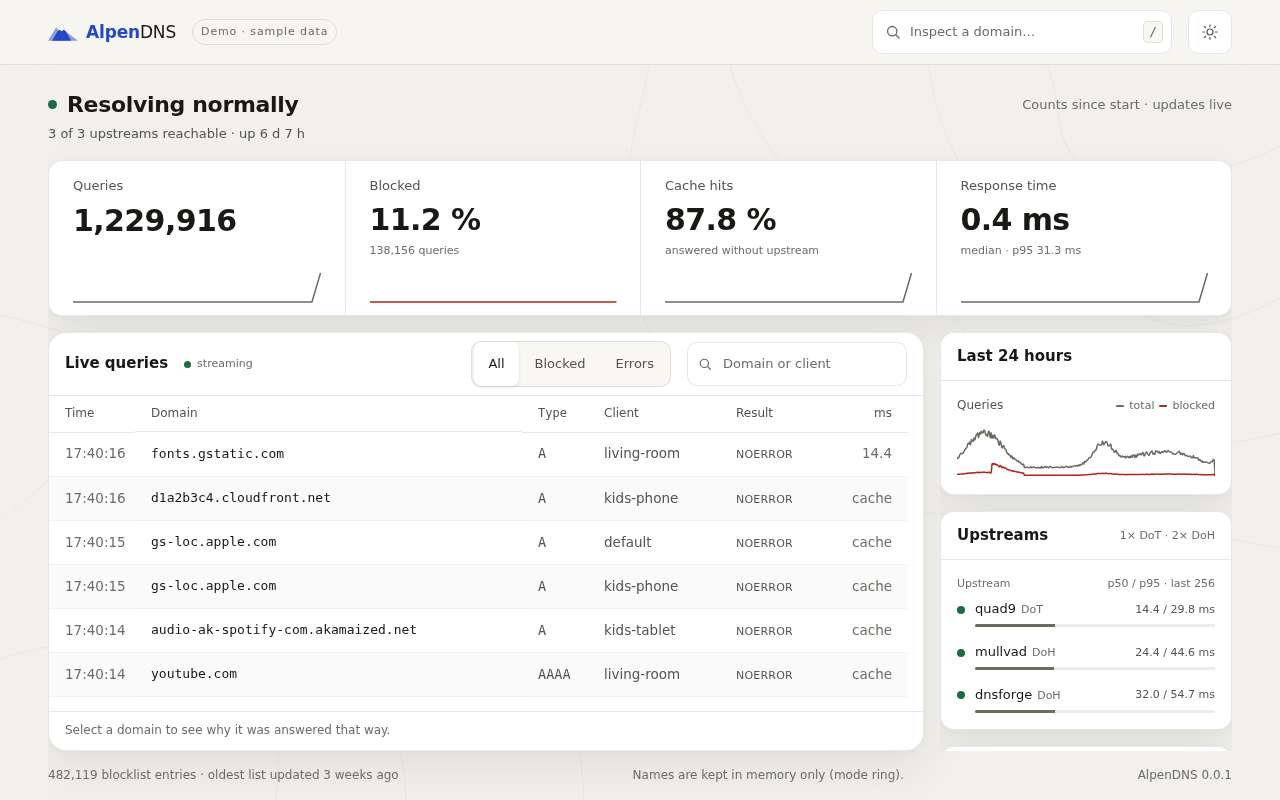 AlpenDNS
Demo · sample data
Inspect a domain…
/
Resolving normally
Counts since start · updates live
3 of 3 upstreams reachable · up 6 d 7 h
Queries
1,229,916
Blocked
11.2 %
138,156 queries
Cache hits
87.8 %
answered without upstream
Response time
0.4 ms
median · p95 31.3 ms
Live queries
streaming
All
Blocked
Errors
Domain or client
Time Domain Type Client Result ms
17:40:16 fonts.gstatic.com A living-room NOERROR 14.4
17:40:16 d1a2b3c4.cloudfront.net A kids-phone NOERROR cache
17:40:15 gs-loc.apple.com A default NOERROR cache
17:40:15 gs-loc.apple.com A kids-phone NOERROR cache
17:40:14 audio-ak-spotify-com.akamaized.net A kids-tablet NOERROR cache
17:40:14 youtube.com AAAA living-room NOERROR cache
Select a domain to see why it was answered that way.
Last 24 hours
Queries
total
blocked
Upstreams
1× DoT · 2× DoH
Upstream
p50 / p95 · last 256
quad9 DoT 14.4 / 29.8 ms
mullvad DoH 24.4 / 44.6 ms
dnsforge DoH 32.0 / 54.7 ms
482,119 blocklist entries · oldest list updated 3 weeks ago
Names are kept in memory only (mode ring).
AlpenDNS 0.0.1